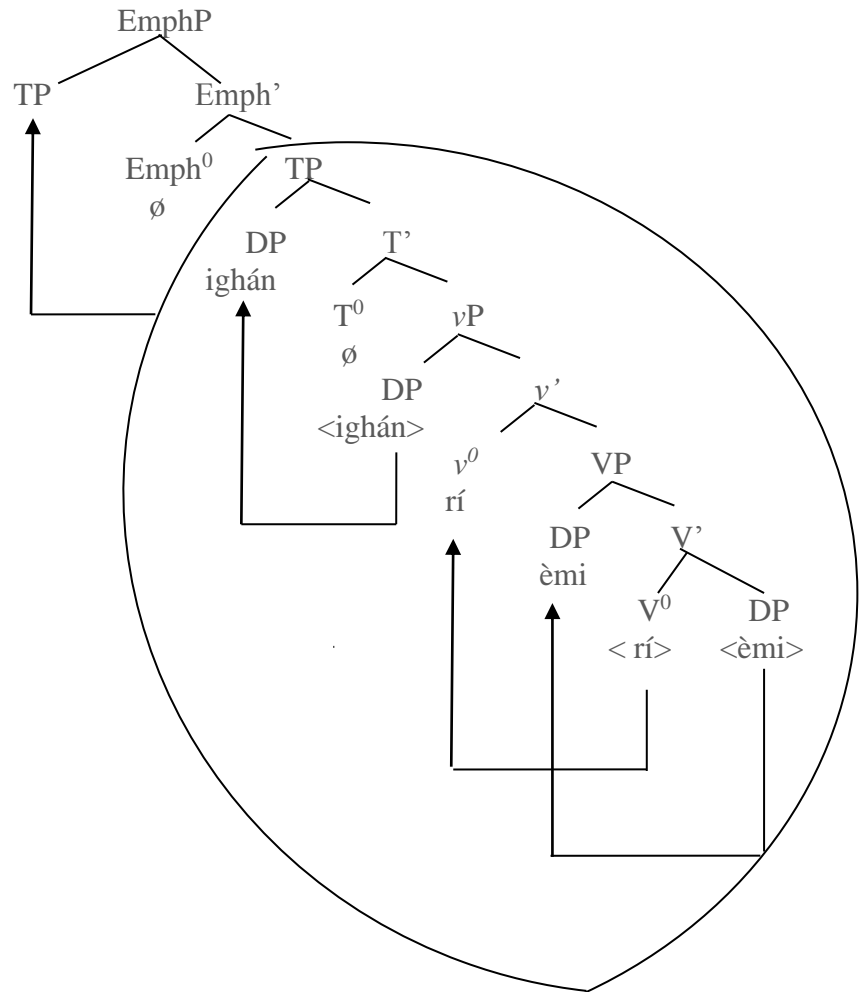 EmphP
TP Emph’
Emph⁰ TP
ø
DP T’
ighán
T⁰ vP
ø
DP v’
<ighán>
v⁰ VP
rí
DP V’
èmi
V⁰ DP
< rí> <èmi>